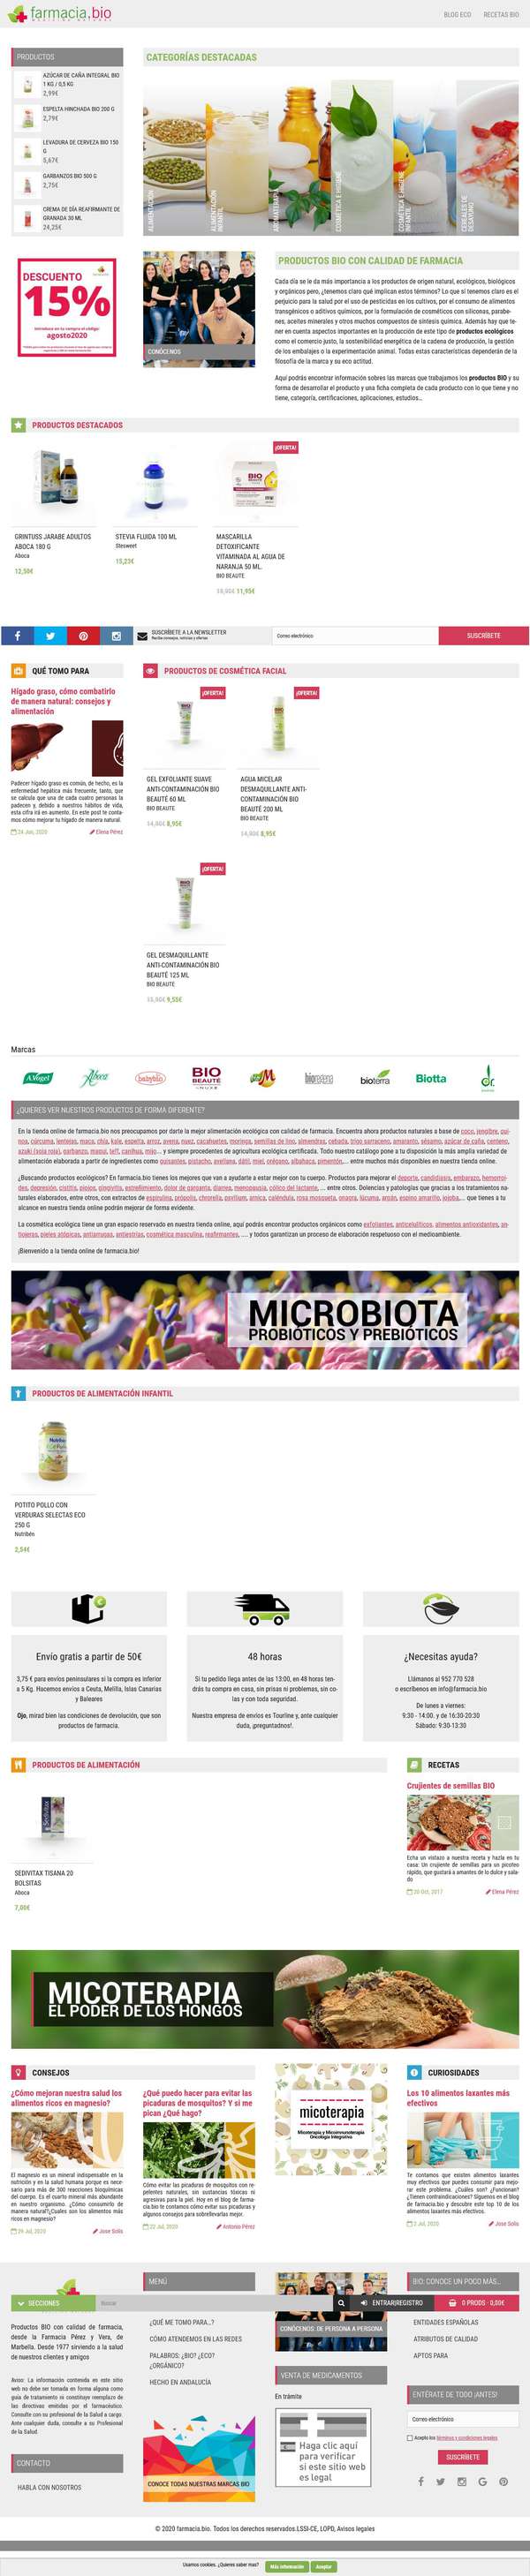 farmacia.bio
BLOG ECO
RECETAS BIO
PRODUCTOS
AZÚCAR DE CAÑA INTEGRAL BIO
1 KG / 0,5 KG
2,99€
ESPELTA HINCHADA BIO 200 G
2,79€
LEVADURA DE CERVEZA BIO 150
G
5,67€
GARBANZOS BIO 500 G
2,75€
CREMA DE DÍA REAFIRMANTE DE
GRANADA 30 ML
24,25€
CATEGORÍAS DESTACADAS
ALIMENTACIÓN
ALIMENTACIÓN
INFANTIL
AROMATERAPIA
COSMÉTICA E HIGIENE
COSMÉTICA E HIGIENE
INFANTIL
CEREALES DE
DESAYUNO
DESCUENTO
15%
Introduce en tu compra el código:
agosto2020
CONÓCENOS
PRODUCTOS BIO CON CALIDAD DE FARMACIA
Cada día se le da más importancia a los productos de origen natural, ecológicos, biológicos
y orgánicos pero, ¿tenemos claro qué implican estos términos? Lo que sí tenemos claro es el
perjuicio para la salud por el uso de pesticidas en los cultivos, por el consumo de alimentos
transgénicos o aditivos químicos, por la formulación de cosméticos con siliconas, parabe-
nes, aceites minerales y otros muchos compuestos de síntesis química. Además hay que te-
ner en cuenta aspectos importantes en la producción de este tipo de productos ecológicos
como el comercio justo, la sostenibilidad energética de la cadena de producción, la gestión
de los embalajes o la experimentación animal. Todas estas características dependerán de la
filosofía de la marca y su eco actitud.
Aquí podrás encontrar información sobres las marcas que trabajamos los productos BIO y su
forma de desarrollar el producto y una ficha completa de cada producto con lo que tiene y no
tiene, categoría, certificaciones, aplicaciones, estudios…
PRODUCTOS DESTACADOS
¡OFERTA!
GRINTUSS JARABE ADULTOS
ABOCA 180 G
Aboca
12,50€
STEVIA FLUIDA 100 ML
Stesweet
15,23€
MASCARILLA
DETOXIFICANTE
VITAMINADA AL AGUA DE
NARANJA 50 ML.
BIO BEAUTE
11,95€
SUSCRÍBETE A LA NEWSLETTER
Recibe consejos, noticias y ofertas
Correo electrónico
SUSCRÍBETE
QUÉ TOMO PARA
Hígado graso, cómo combatirlo
de manera natural: consejos y
alimentación
Padecer hígado graso es común, de hecho, es la
enfermedad hepática más frecuente, tanto, que
se calcula que una de cada cuatro personas la
padecen y, debido a nuestros hábitos de vida,
esta cifra irá en aumento. En este post te conta-
mos cómo mejorar tu hígado de manera natural.
24 Jun, 2020
Elena Pérez
PRODUCTOS DE COSMÉTICA FACIAL
¡OFERTA!
¡OFERTA!
GEL EXFOLIANTE SUAVE
ANTI-CONTAMINACIÓN BIO
BEAUTÉ 60 ML
BIO BEAUTE
14,90€ 8,95€
AGUA MICELAR
DESMAQUILLANTE ANTI-
CONTAMINACIÓN BIO
BEAUTÉ 200 ML
BIO BEAUTE
14,90€ 8,95€
¡OFERTA!
GEL DESMAQUILLANTE
ANTI-CONTAMINACIÓN BIO
BEAUTÉ 125 ML
BIO BEAUTE
9,55€
Marcas
A.Vogel
Aboca
babybio
BIO
BEAUTÉ
NUXE
bioterra
Biotta
dr.
¿QUIERES VER NUESTROS PRODUCTOS DE FORMA DIFERENTE?
En la tienda online de farmacia.bio nos preocupamos por darte la mejor alimentación ecológica con calidad de farmacia. Encuentra ahora productos naturales a base de coco, jengibre, qui-
noa, cúrcuma, lentejas, maca, chía, kale, espelta, arroz, avena, nuez, cacahuetes, moringa, semillas de lino, almendras, cebada, trigo sarraceno, amaranto, sésamo, azúcar de caña, centeno,
azuki (soja roja), garbanzo, maqui, teff, canihua, mijo… y siempre procedentes de agricultura ecológica certificada. Todo nuestro catálogo pone a tu disposición la más amplia variedad de
alimentación elaborada a partir de ingredientes como guisantes, pistacho, avellana, dátil, miel, orégano, albahaca, pimentón,… entre muchos más disponibles en nuestra tienda online.
¿Buscando productos ecológicos? En farmacia.bio tienes los mejores que van a ayudarte a estar mejor con tu cuerpo. Productos para mejorar el deporte, candidiasis, embarazo, hemorroi-
des, depresión, cistitis, piojos, gingivitis, estreñimiento, dolor de garganta, diarrea, menopausia, cólico del lactante, … entre otros. Dolencias y patologías que gracias a los tratamientos na-
turales elaborados, entre otros, con extractos de espirulina, própolis, chlorella, psyllium, arnica, caléndula, rosa mosqueta, onagra, lúcuma, argán, espino amarillo, jojoba,… que tienes a tu
alcance en nuestra tienda online podrán mejorar de forma evidente.
La cosmética ecológica tiene un gran espacio reservado en nuestra tienda online, aquí podrás encontrar productos orgánicos como exfoliantes, anticelulíticos, alimentos antioxidantes, an-
tiojeras, pieles atópicas, antiarrugas, antiestrías, cosmética masculina, reafirmantes, …. y todos garantizan un proceso de elaboración respetuoso con el medioambiente.
¡Bienvenido a la tienda online de farmacia.bio!
MICROBIOTA
PROBIÓTICOS Y PREBIÓTICOS
PRODUCTOS DE ALIMENTACIÓN INFANTIL
POTITO POLLO CON
VERDURAS SELECTAS ECO
250 G
Nutribén
2,54€
Envío gratis a partir de 50€
3,75 € para envíos peninsulares si la compra es inferior
a 5 Kg. Hacemos envíos a Ceuta, Melilla, Islas Canarias
y Baleares
Ojo, mirad bien las condiciones de devolución, que son
productos de farmacia.
48 horas
Si tu pedido llega antes de las 13:00, en 48 horas ten-
drás tu compra en casa, sin prisas ni problemas, sin co-
las y con toda seguridad.
Nuestra empresa de envíos es Tourline y, ante cualquier
duda, ¡preguntadnos!.
¿Necesitas ayuda?
Llámanos al 952 770 528
o escríbenos en info@farmacia.bio
De lunes a viernes:
9:30 - 14:00. y de 16:30-20:30
Sábado: 9:30-13:30
PRODUCTOS DE ALIMENTACIÓN
SEDIVITAX TISANA 20
BOLSITAS
Aboca
7,00€
RECETAS
Crujientes de semillas BIO
Echa un vistazo a nuestra receta y hazla en tu
casa: Un crujiente de semillas para un picoteo
rápido, que gustará a amantes de lo dulce y sala-
do
20 Oct, 2017
Elena Pérez
MICOTERAPIA
EL PODER DE LOS HONGOS
CONSEJOS
¿Cómo mejoran nuestra salud los
alimentos ricos en magnesio?
El magnesio es un mineral indispensable en la
nutrición y en la salud humana porque es nece-
sario para más de 300 reacciones bioquímicas
del cuerpo. Es el cuarto mineral más abundante
en nuestro organismo. ¿Cómo consumirlo de
manera natural?¿Cuales son los alimentos más
ricos en magnesio?
29 Jul, 2020
Jose Solís
¿Qué puedo hacer para evitar las
picaduras de mosquitos? Y si me
pican ¿Qué hago?
Cómo evitar las picaduras de mosquitos con re-
pelentes naturales, sin sustancias tóxicas ni
agresivas para la piel. Hoy en el blog de farma-
cia.bio te contamos cómo evitar sus picaduras y
algunos consejos para sobrellevarlas mejor.
22 Jul, 2020
Antonio Pérez
micoterapia
Micoterapia y Micoinmunoterapia
Oncología Integrativa
CURIOSIDADES
Los 10 alimentos laxantes más
efectivos
Te contamos que existen alimentos laxantes
muy efectivos que puedes consumir para mejo-
rar este problema. ¿Cuáles son? ¿Funcionan?
¿Tienen contraindicaciones? Síguenos en el blog
de farmacia.bio y descubre este top 10 de los
alimentos laxantes más efectivos.
2 Jul, 2020
Jose Solís
MENÚ
BIO: CONOCE UN POCO MÁS...
SECCIONES
Buscar
ENTRAR/REGISTRO
0 PRODS - 0,00€
Productos BIO con calidad de farmacia,
desde la Farmacia Pérez y Vera, de
Marbella. Desde 1977 sirviendo a la salud
de nuestros clientes y amigos
Aviso: La información contenida en este sitio
web no debe ser tomada en forma alguna como
guía de tratamiento ni constituye reemplazo de
las directivas emitidas por el farmacéutico.
Consulte con su profesional de la Salud a cargo.
Ante cualquier duda, consulte a su Profesional
de la Salud.
CONTACTO
HABLA CON NOSOTROS
¿QUÉ ME TOMO PARA…?
CÓMO ATENDEMOS EN LAS REDES
PALABROS: ¿BIO? ¿ECO?
¿ORGÁNICO?
HECHO EN ANDALUCÍA
CONOCE TODAS NUESTRAS MARCAS BIO
CONÓCENOS: DE PERSONA A PERSONA
VENTA DE MEDICAMENTOS
En trámite
Haga clic aquí
para verificar
si este sitio web
es legal
ENTIDADES ESPAÑOLAS
ATRIBUTOS DE CALIDAD
APTOS PARA
ENTÉRATE DE TODO ¡ANTES!
Correo electrónico
Acepto los términos y condiciones legales
SUSCRÍBETE
© 2020 farmacia.bio. Todos los derechos reservados.LSSI-CE, LOPD, Avisos legales
Usamos cookies. ¿Quieres saber mas?
Más información
Aceptar